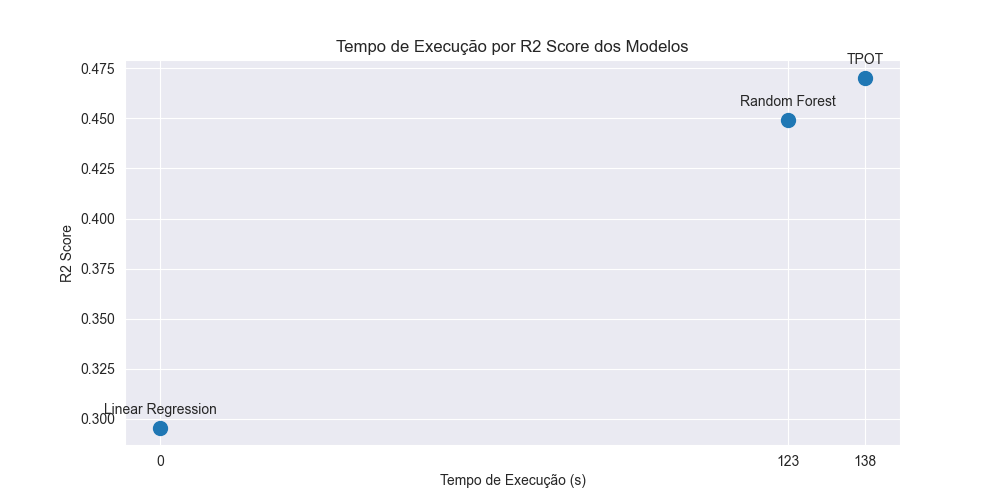 Tempo de Execução por R2 Score dos Modelos
TPOT
0.475
Random Forest
0.450
0.425
0.400
0.375
0.350
0.325
Linear Regression
0.300
R2 Score
0
123
138
Tempo de Execução (s)